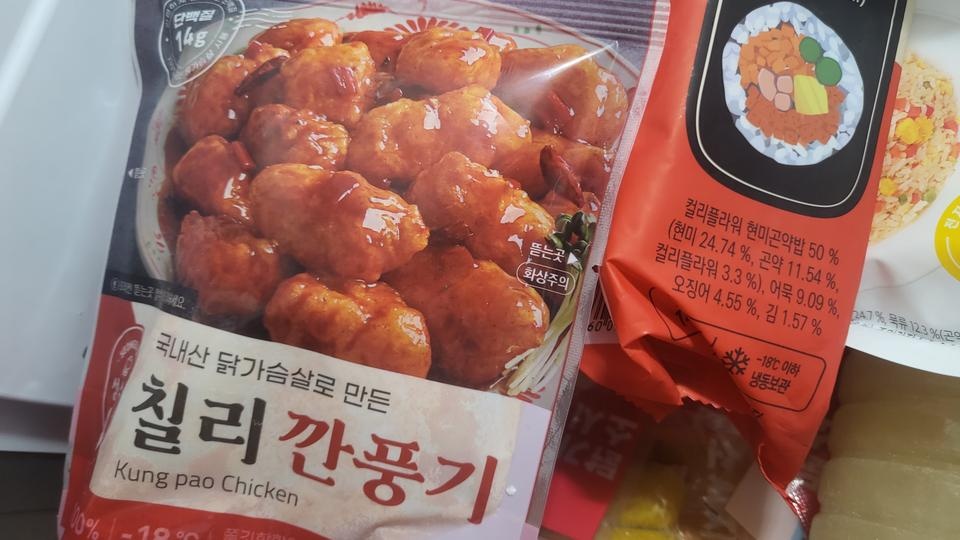 단백질
14g
뜯는곳
화상주의
국내산 닭가슴살로 만든
칠리 깐풍기
Kung pao Chicken
-18℃
컬리플라워 현미곤약밥 50 %
(현미 24.74 %, 곤약 11.54 %,
컬리플라워 3.3 %), 어묵 9.09 %,
오징어 4.55 %, 김 1.57 %
-18℃ 이하
냉동보관